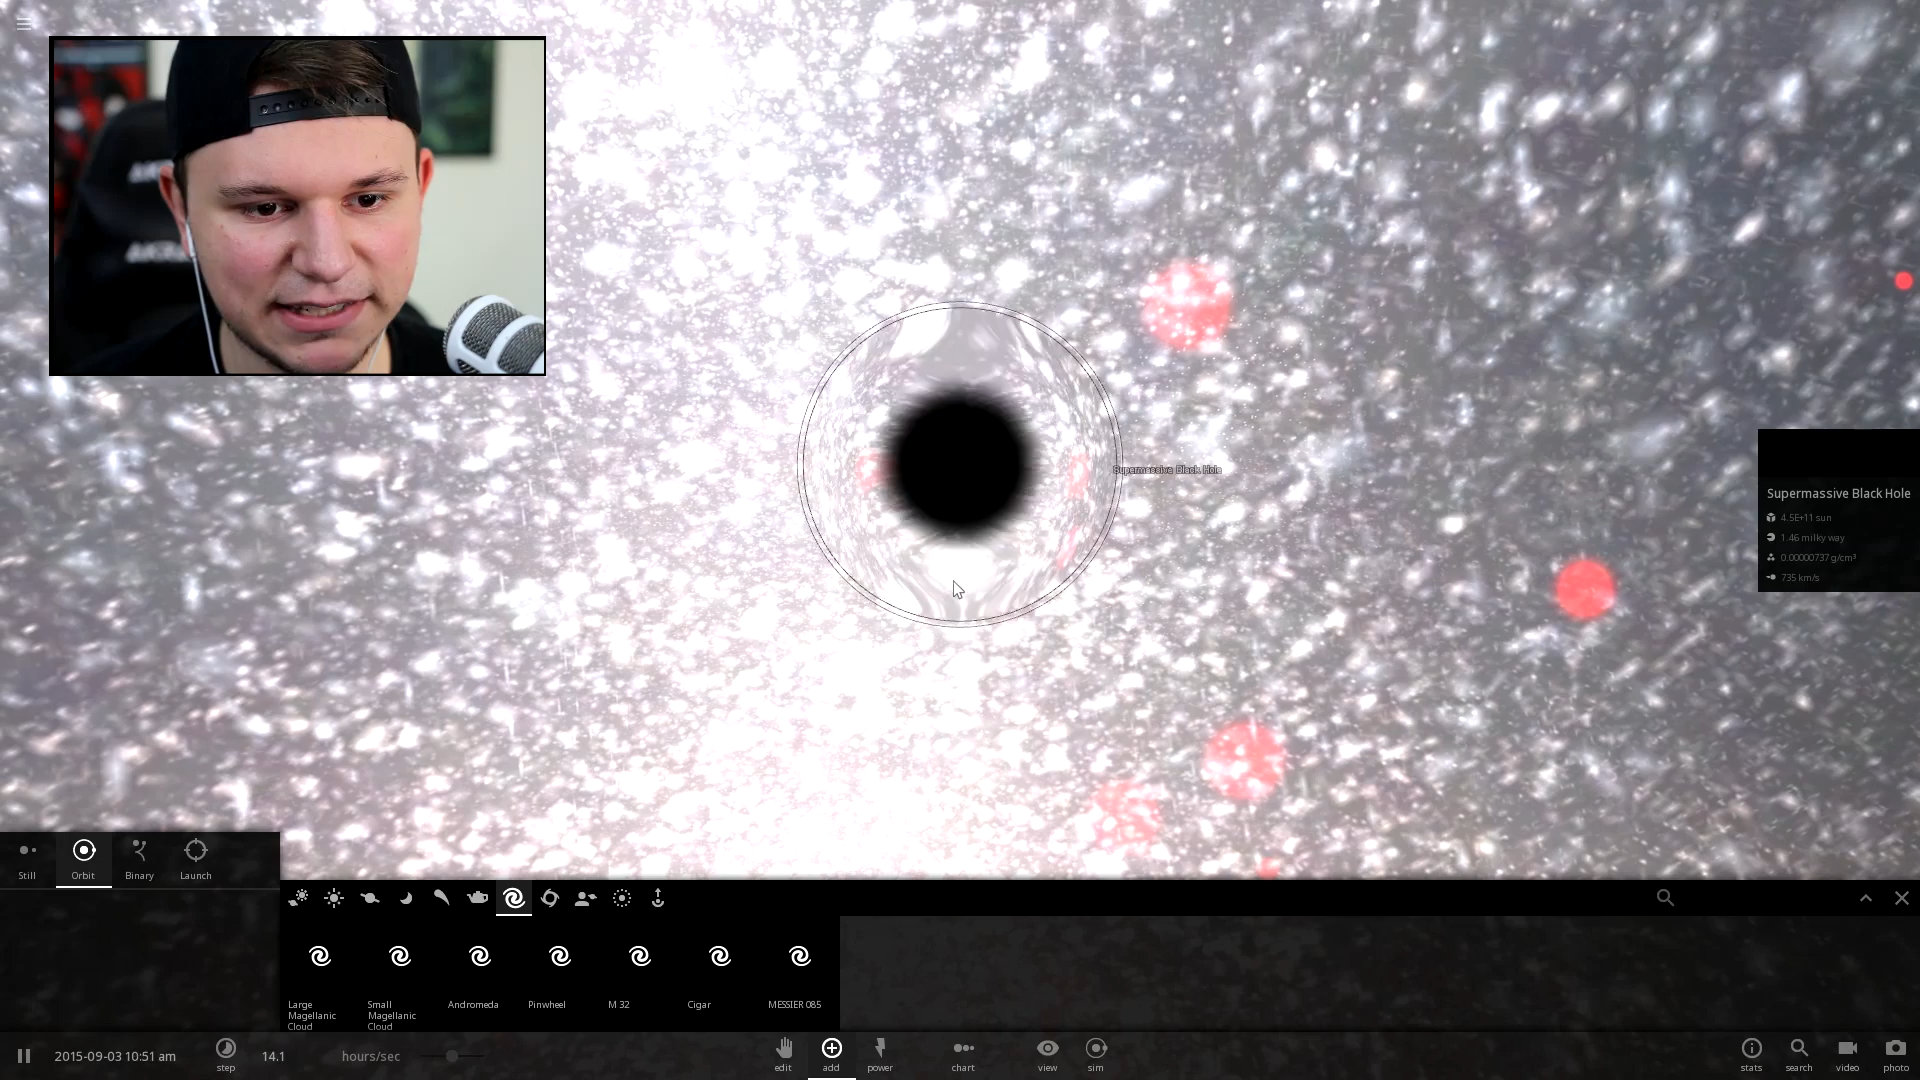 Supermassive Black Hole
Supermassive Black Hole
4.5E+11 sun
1.46 milky way
0.00000737 g/cm³
735 km/s
Still
Orbit
Binary
Launch
Large
Magellanic
Cloud
Small
Magellanic
Cloud
Andromeda
Pinwheel
M 32
Cigar
MESSIER 085
2015-09-03 10:51 am
step
14.1
hours/sec
edit
add
power
chart
view
sim
stats
search
video
photo